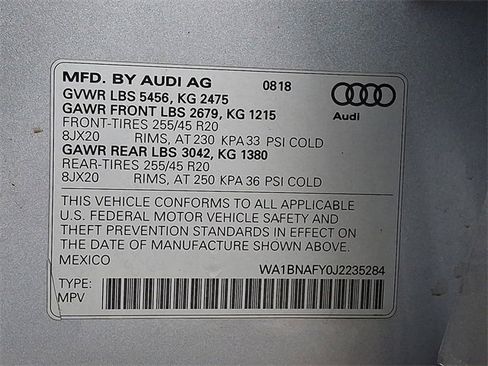 MFD. BY AUDI AG 0818
GVWR LBS 5456, KG 2475
GAWR FRONT LBS 2679, KG 1215
FRONT-TIRES 255/45 R20
8JX20 RIMS, AT 230 KPA 33 PSI COLD
GAWR REAR LBS 3042, KG 1380
REAR-TIRES 255/45 R20
8JX20 RIMS, AT 250 KPA 36 PSI COLD
Audi
THIS VEHICLE CONFORMS TO ALL APPLICABLE
U.S. FEDERAL MOTOR VEHICLE SAFETY AND
THEFT PREVENTION STANDARDS IN EFFECT ON
THE DATE OF MANUFACTURE SHOWN ABOVE.
MEXICO WA1BNAFY0J2235284
TYPE:
MPV